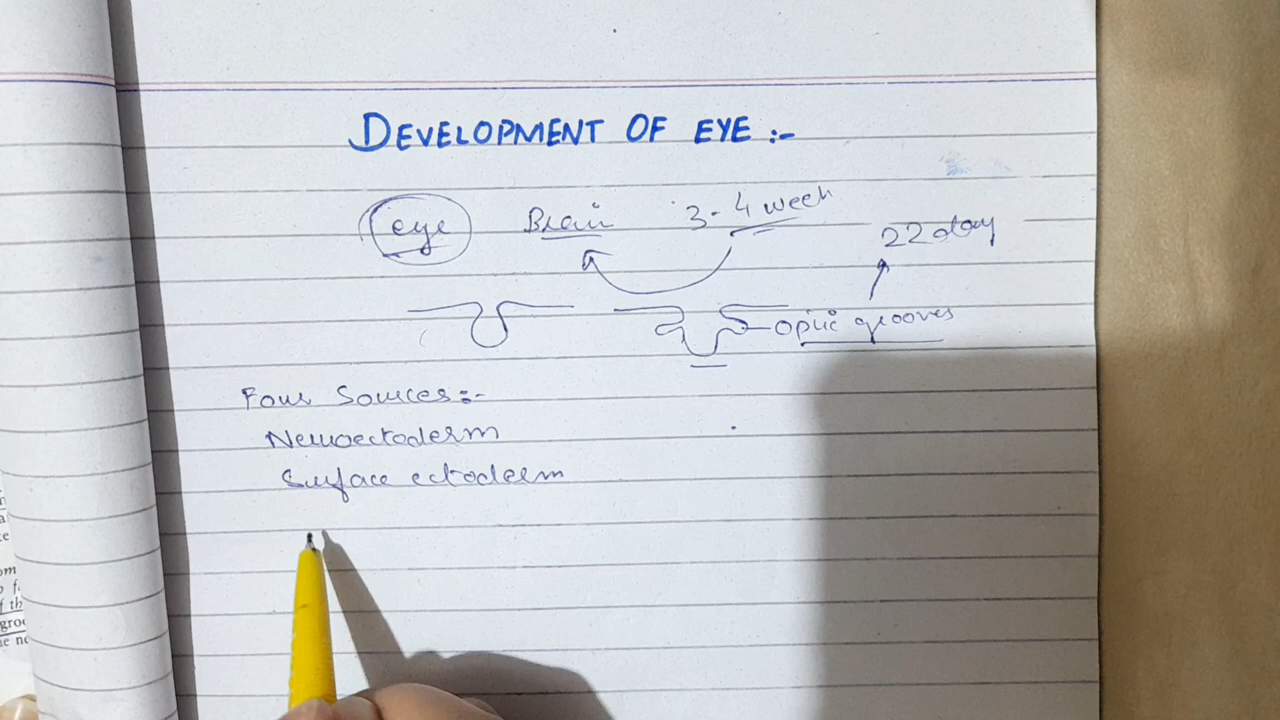 DEVELOPMENT OF EYE :-
eye Brain 3-4 week
22 day
optic grooves
Four Sources :-
Neuroectoderm
Surface ectoderm